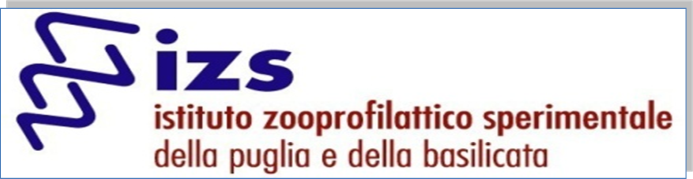 izs
istituto zooprofilattico sperimentale
della puglia e della basilicata